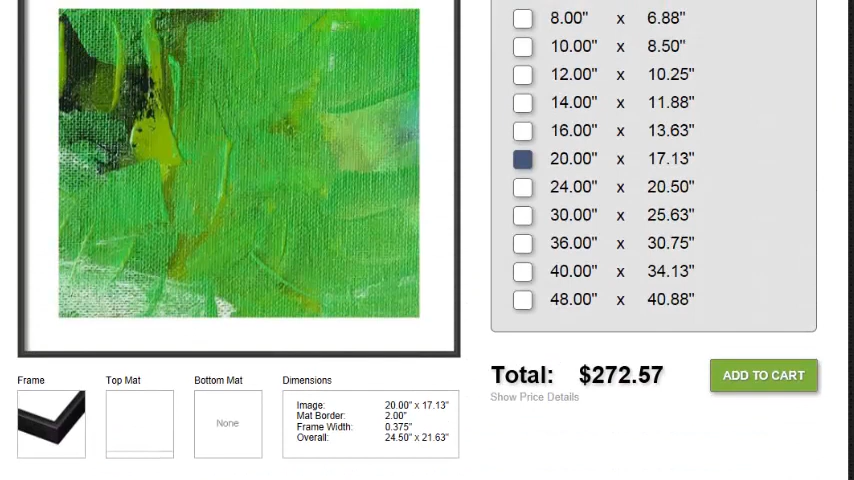 8.00" x 6.88"
10.00" x 8.50"
12.00" x 10.25"
14.00" x 11.88"
16.00" x 13.63"
20.00" x 17.13"
24.00" x 20.50"
30.00" x 25.63"
36.00" x 30.75"
40.00" x 34.13"
48.00" x 40.88"
Total: $272.57
Show Price Details
ADD TO CART
Frame
Top Mat
Bottom Mat
None
Dimensions
Image: 20.00" x 17.13"
Mat Border: 2.00"
Frame Width: 0.375"
Overall: 24.50" x 21.63"